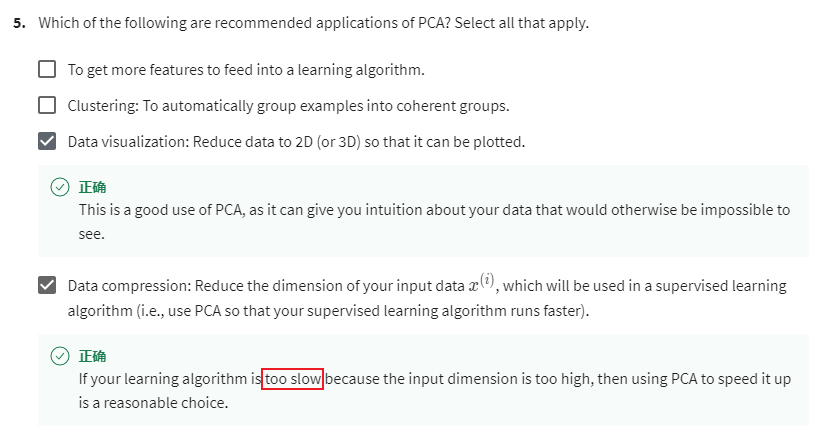 5. Which of the following are recommended applications of PCA? Select all that apply.
To get more features to feed into a learning algorithm.
Clustering: To automatically group examples into coherent groups.
Data visualization: Reduce data to 2D (or 3D) so that it can be plotted.
正确
This is a good use of PCA, as it can give you intuition about your data that would otherwise be impossible to
see.
Data compression: Reduce the dimension of your input data x^(i), which will be used in a supervised learning
algorithm (i.e., use PCA so that your supervised learning algorithm runs faster).
正确
If your learning algorithm is too slow because the input dimension is too high, then using PCA to speed it up
is a reasonable choice.